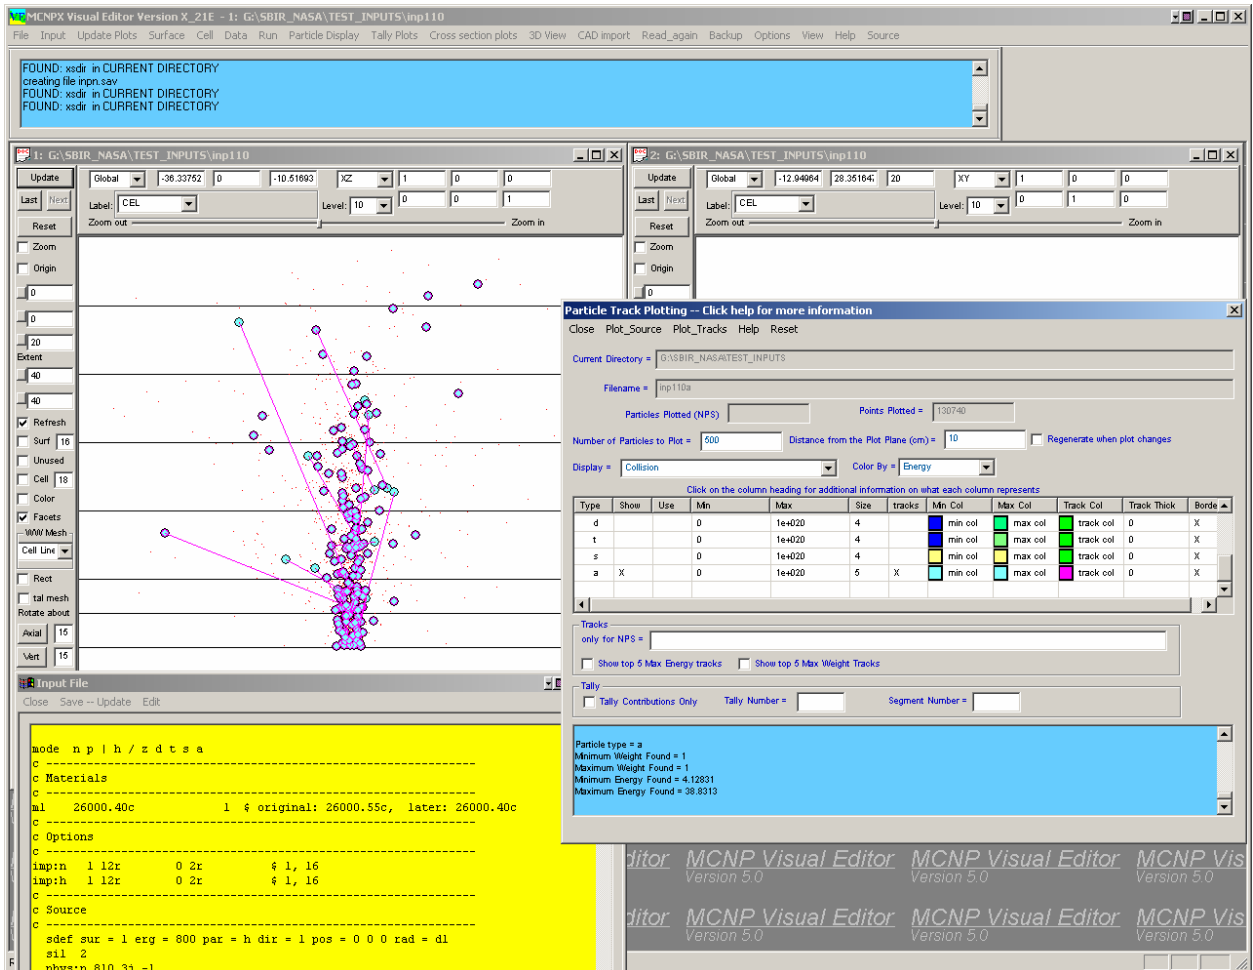 MCNPX Visual Editor Version X_21E - 1: G:\SBIR_NASA\TEST_INPUTS\inp110
File Input Update Plots Surface Cell Data Run Particle Display Tally Plots Cross section plots 3D View CAD import Read_again Backup Options View Help Source
FOUND: xsdir in CURRENT DIRECTORY
creating file inpn.sav
FOUND: xsdir in CURRENT DIRECTORY
FOUND: xsdir in CURRENT DIRECTORY
1: G:\SBIR_NASA\TEST_INPUTS\inp110
Update Global -36.33752 0 -10.51693 XZ 1 0 0
Last Next Label: CEL Level: 10 0 0 1
Reset Zoom out Zoom in
Zoom
Origin
0
0
20
Extent
40
40
Refresh
Surf 16
Unused
Cell 18
Color
Facets
WW Mesh
Cell Line
Rect
tal mesh
Rotate about
Axial 15
Vert 15
2: G:\SBIR_NASA\TEST_INPUTS\inp110
Update Global -12.94964 28.35164 20 XY 1 0 0
Last Next Label: CEL Level: 10 0 1 0
Reset Zoom out Zoom in
Zoom
Origin
0
Particle Track Plotting -- Click help for more information
Close Plot_Source Plot_Tracks Help Reset
Current Directory = G:\SBIR_NASA\TEST_INPUTS
Filename = inp110a
Particles Plotted (NPS) Points Plotted = 130740
Number of Particles to Plot = 500 Distance from the Plot Plane (cm) = 10 Regenerate when plot changes
Display = Collision Color By = Energy
Click on the column heading for additional information on what each column represents
Type Show Use Min Max Size tracks Min Col Max Col Track Col Track Thick Borde
d 0 1e+020 4 min col max col track col 0 X
t 0 1e+020 4 min col max col track col 0 X
s 0 1e+020 4 min col max col track col 0 X
a X 0 1e+020 5 X min col max col track col 0 X
Tracks
only for NPS =
Show top 5 Max Energy tracks Show top 5 Max Weight Tracks
Tally
Tally Contributions Only Tally Number = Segment Number =
Particle type = a
Minimum Weight Found = 1
Maximum Weight Found = 1
Minimum Energy Found = 4.12831
Maximum Energy Found = 38.8313
Input File
Close Save -- Update Edit
mode n p | h / z d t s a
c ------------------------------------------------------
c Materials
c ------------------------------------------------------
m1 26000.40c 1 $ original: 26000.55c, later: 26000.40c
c ------------------------------------------------------
c Options
c ------------------------------------------------------
imp:n 1 12r 0 2r $ 1, 16
imp:h 1 12r 0 2r $ 1, 16
c ------------------------------------------------------
c Source
c ------------------------------------------------------
sdef sur = 1 erg = 800 par = h dir = 1 pos = 0 0 0 rad = d1
si1 2
phys:n 810 3j -1
ditor MCNP Visual Editor MCNP Visual Editor MCNP Vis
Version 5.0 Version 5.0 Version 5.0
ditor MCNP Visual Editor MCNP Visual Editor MCNP Vis
Version 5.0 Version 5.0 Version 5.0